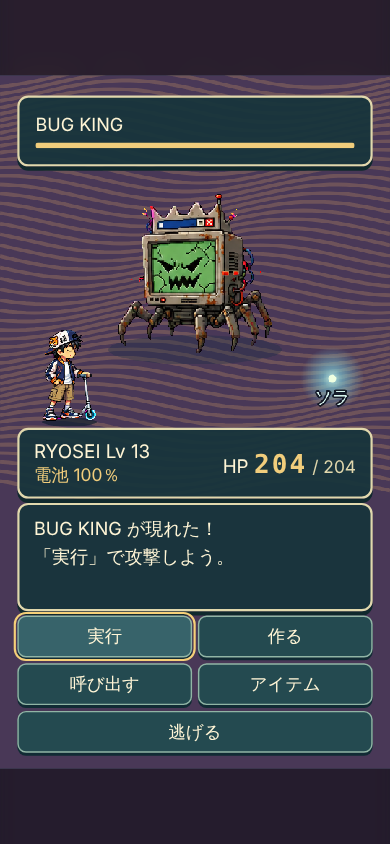 BUG KING
ソラ
RYOSEI Lv 13
電池 100％
HP 204 / 204
BUG KING が現れた！
「実行」で攻撃しよう。
実行
作る
呼び出す
アイテム
逃げる